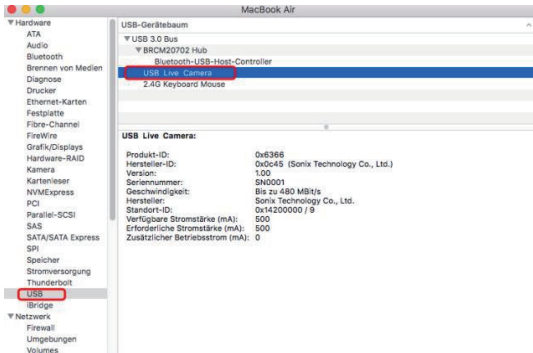 MacBook Air
Hardware
ATA
Audio
Bluetooth
Brennen von Medien
Diagnose
Drucker
Ethernet-Karten
Festplatte
Fibre-Channel
FireWire
Grafik/Displays
Hardware-RAID
Kamera
Kartenleser
NVMExpress
PCI
Parallel-SCSI
SAS
SATA/SATA Express
SPI
Speicher
Stromversorgung
Thunderbolt
USB
iBridge
Netzwerk
Firewall
Umgebungen
Volumes
USB-Gerätebaum
USB 3.0 Bus
BRCM20702 Hub
Bluetooth-USB-Host-Controller
USB Live Camera
2.4G Keyboard Mouse
USB Live Camera:
Produkt-ID: 0x6366
Hersteller-ID: 0x0c45 (Sonix Technology Co., Ltd.)
Version: 1.00
Seriennummer: SN0001
Geschwindigkeit: Bis zu 480 MBit/s
Hersteller: Sonix Technology Co., Ltd.
Standort-ID: 0x14200000 / 9
Verfügbare Stromstärke (mA): 500
Erforderliche Stromstärke (mA): 500
Zusätzlicher Betriebsstrom (mA): 0